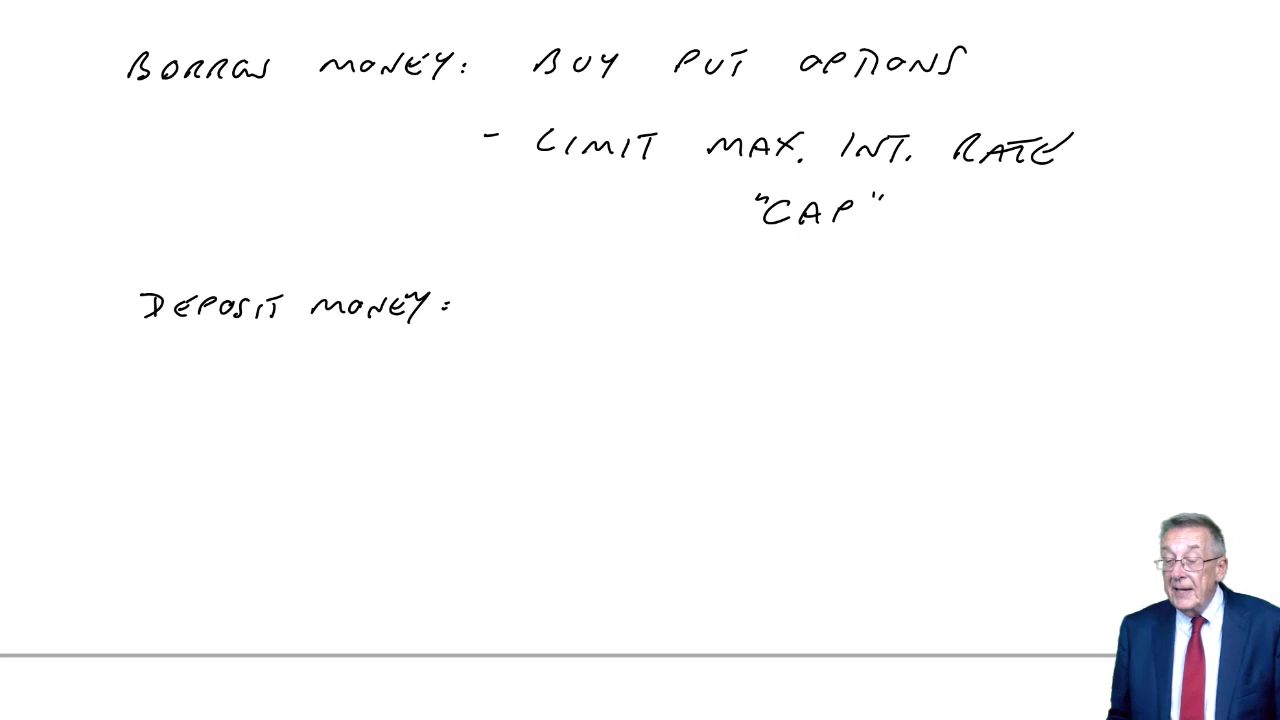 BORROW MONEY: BUY PUT OPTIONS
- LIMIT MAX. INT. RATE
"CAP"
DEPOSIT MONEY: